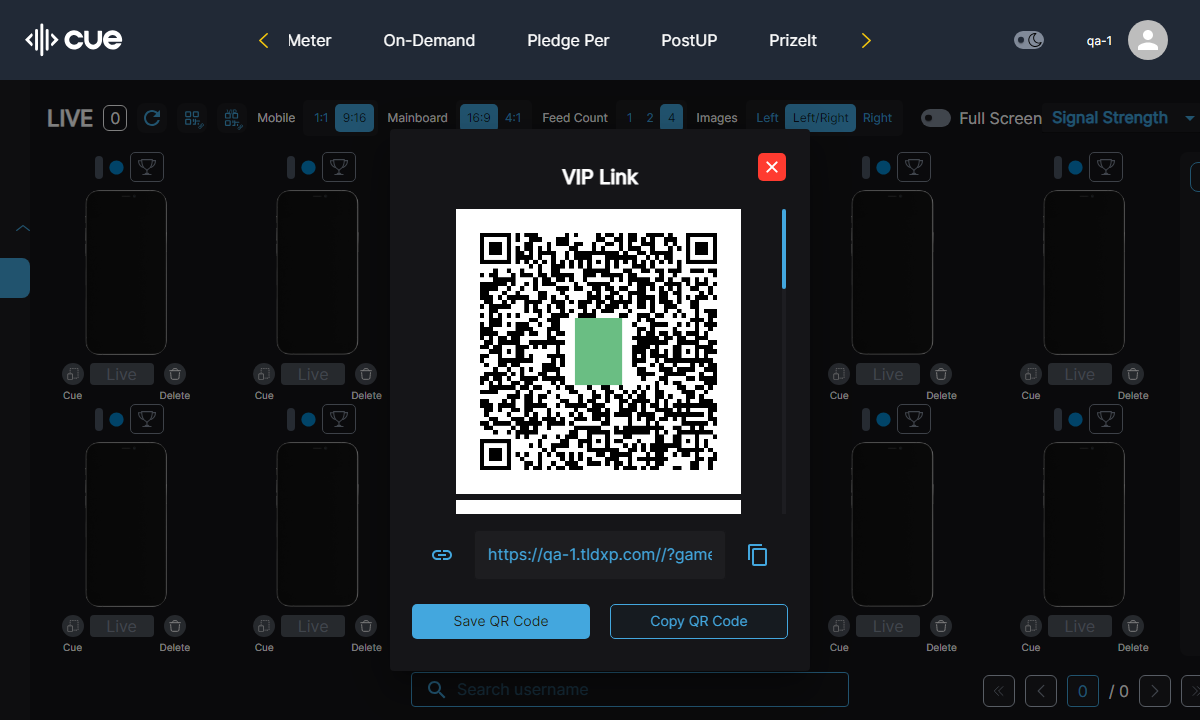 cue
Meter On-Demand Pledge Per PostUP PrizeIt
qa-1
LIVE 0 Mobile 1:1 9:16 Mainboard 16:9 4:1 Feed Count 1 2 4 Images Left Left/Right Right Full Screen Signal Strength
VIP Link
Live Live Live Live
Cue Delete Cue Delete Cue Delete Cue Delete
https://qa-1.tldxp.com//?game
Save QR Code Copy QR Code
Live Live Live Live
Cue Delete Cue Delete Cue Delete Cue Delete
Search username
0 / 0